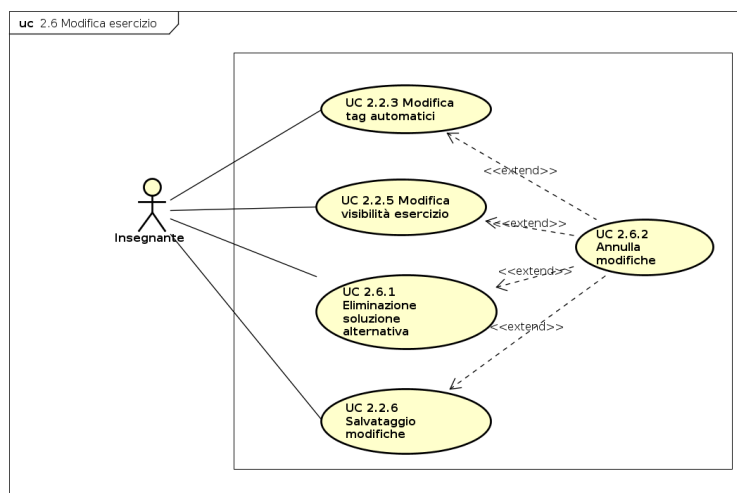 uc 2.6 Modifica esercizio
UC 2.2.3 Modifica
tag automatici
<<extend>>
UC 2.2.5 Modifica
visibilità esercizio
<<extend>>
UC 2.6.2
Annulla
modifiche
Insegnante
<<extend>>
UC 2.6.1
Eliminazione
soluzione
alternativa
<<extend>>
UC 2.2.6
Salvataggio
modifiche